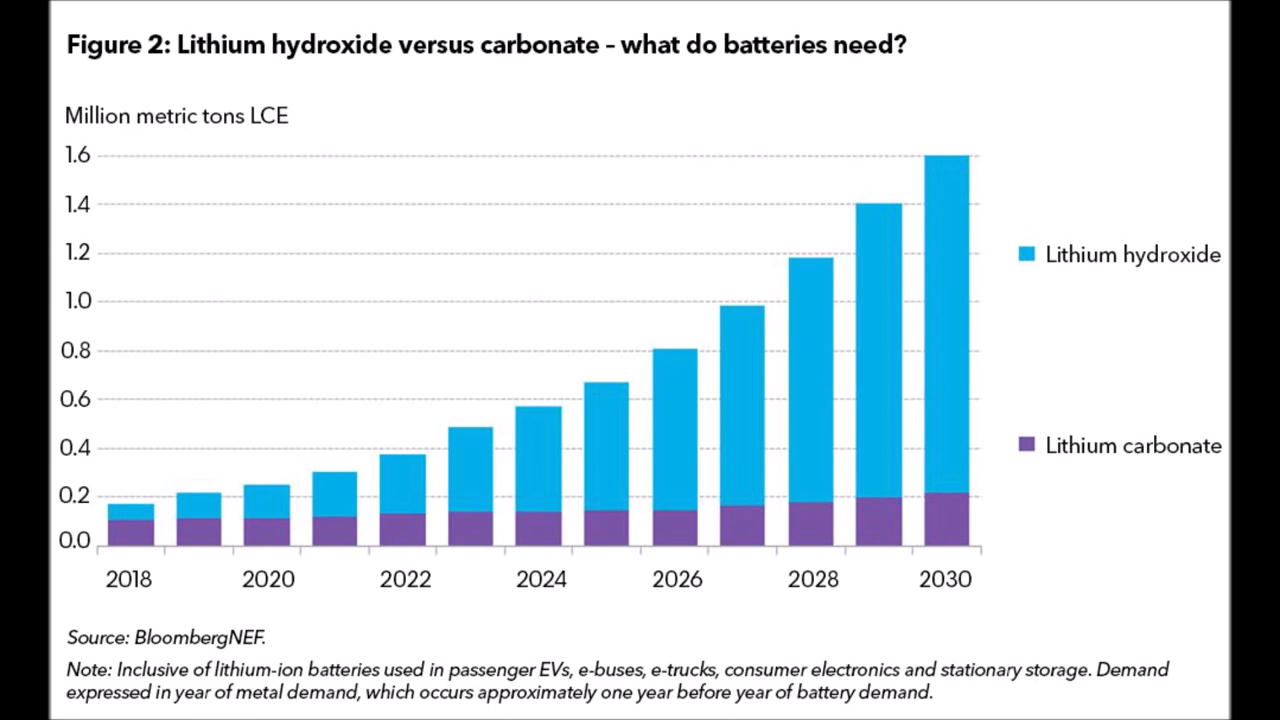 Figure 2: Lithium hydroxide versus carbonate – what do batteries need?
Million metric tons LCE
1.6
1.4
1.2
Lithium hydroxide
1.0
0.8
0.6
0.4
Lithium carbonate
0.2
0.0
2018 2020 2022 2024 2026 2028 2030
Source: BloombergNEF.
Note: Inclusive of lithium-ion batteries used in passenger EVs, e-buses, e-trucks, consumer electronics and stationary storage. Demand
expressed in year of metal demand, which occurs approximately one year before year of battery demand.